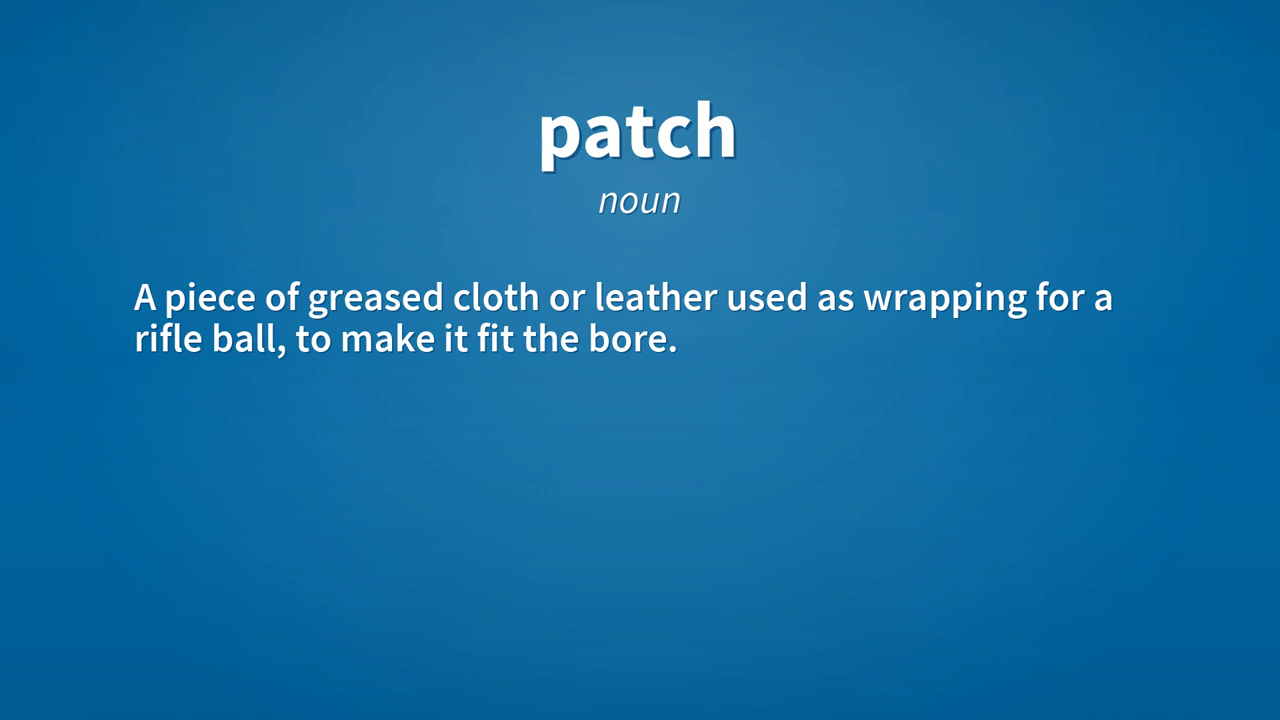 patch
noun
A piece of greased cloth or leather used as wrapping for a
rifle ball, to make it fit the bore.